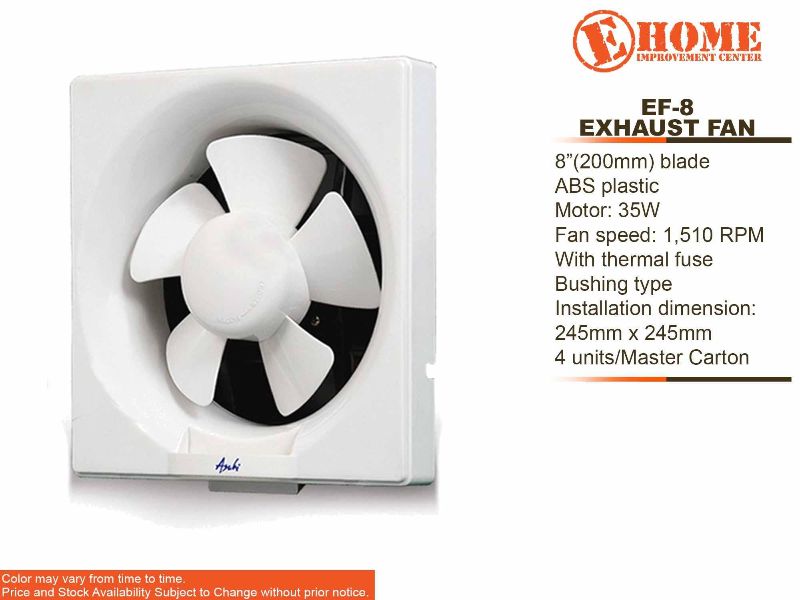 E HOME
IMPROVEMENT CENTER
EF-8
EXHAUST FAN
8”(200mm) blade
ABS plastic
Motor: 35W
Fan speed: 1,510 RPM
With thermal fuse
Bushing type
Installation dimension:
245mm x 245mm
4 units/Master Carton
Asahi
Color may vary from time to time.
Price and Stock Availability Subject to Change without prior notice.